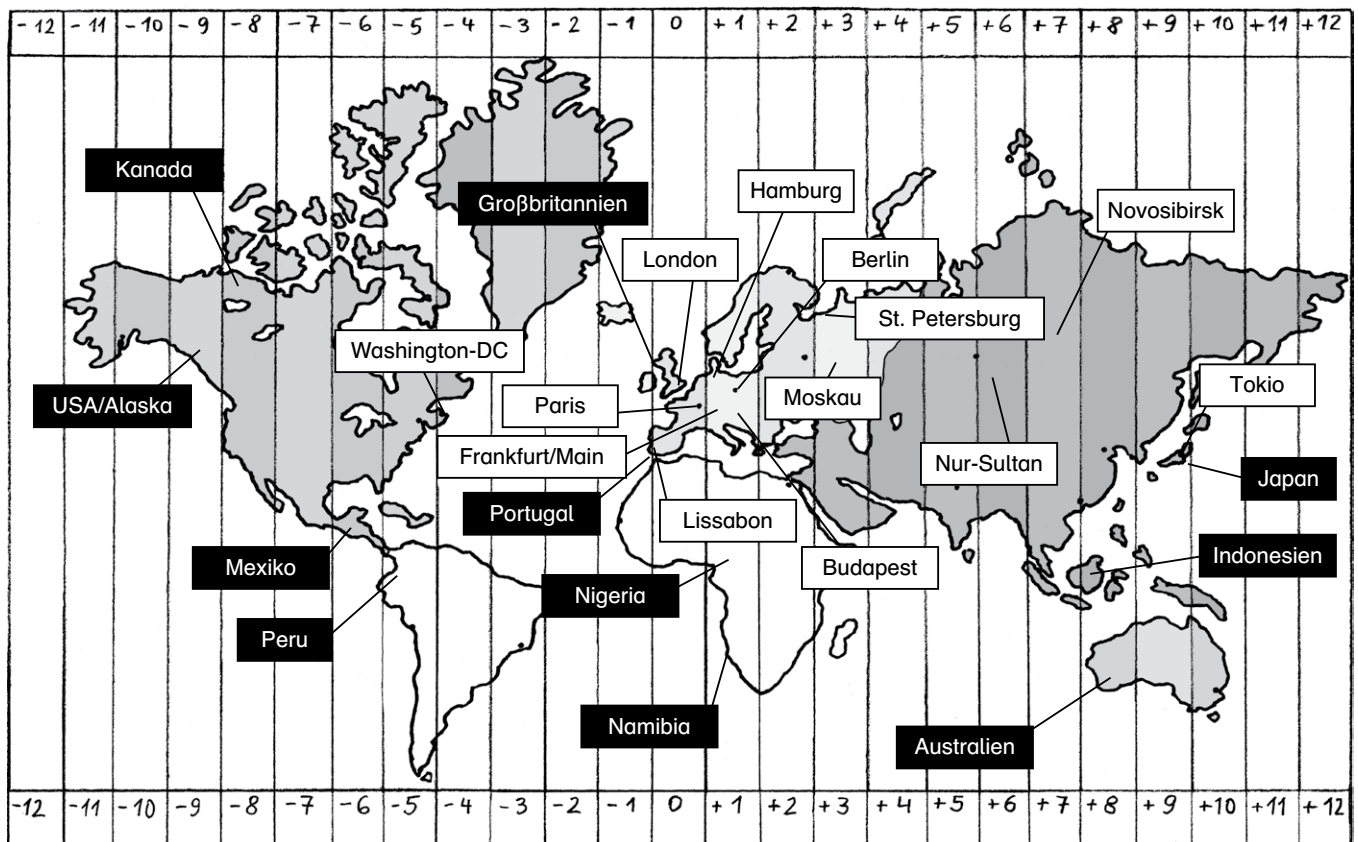 -12 -11 -10 -9 -8 -7 -6 -5 -4 -3 -2 -1 0 +1 +2 +3 +4 +5 +6 +7 +8 +9 +10 +11 +12
Kanada
Großbritannien
Hamburg
Novosibirsk
London
Berlin
St. Petersburg
Washington-DC
Tokio
USA/Alaska
Paris
Moskau
Frankfurt/Main
Nur-Sultan
Japan
Portugal
Lissabon
Mexiko
Budapest
Indonesien
Nigeria
Peru
Namibia
Australien
-12 -11 -10 -9 -8 -7 -6 -5 -4 -3 -2 -1 0 +1 +2 +3 +4 +5 +6 +7 +8 +9 +10 +11 +12